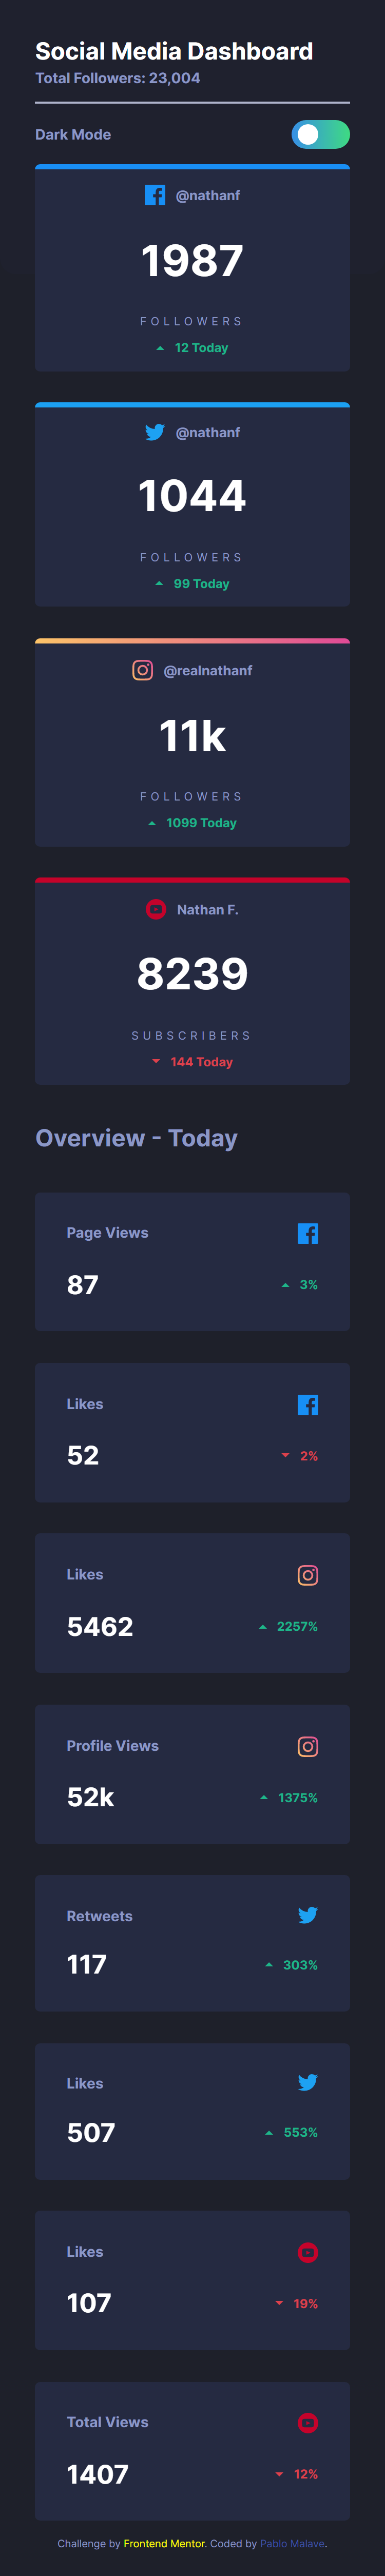 Social Media Dashboard
Total Followers: 23,004
Dark Mode
@nathanf
1987
FOLLOWERS
12 Today
@nathanf
1044
FOLLOWERS
99 Today
@realnathanf
11k
FOLLOWERS
1099 Today
Nathan F.
8239
SUBSCRIBERS
144 Today
Overview - Today
Page Views
87
3%
Likes
52
2%
Likes
5462
2257%
Profile Views
52k
1375%
Retweets
117
303%
Likes
507
553%
Likes
107
19%
Total Views
1407
12%
Challenge by Frontend Mentor. Coded by Pablo Malave.